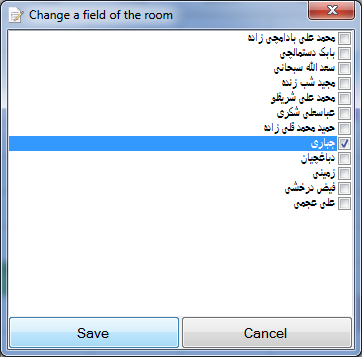 Change a field of the room
محمد علی بادامچی زاده
بابک دستمالچی
سعد الله سبحانی
مجید شب زنده
محمد علی شریفلو
عباسعلی شکری
حمید محمد قلی زاده
جباری
دباغچیان
زمینی
فیض درخشی
علی عجمی
Save
Cancel